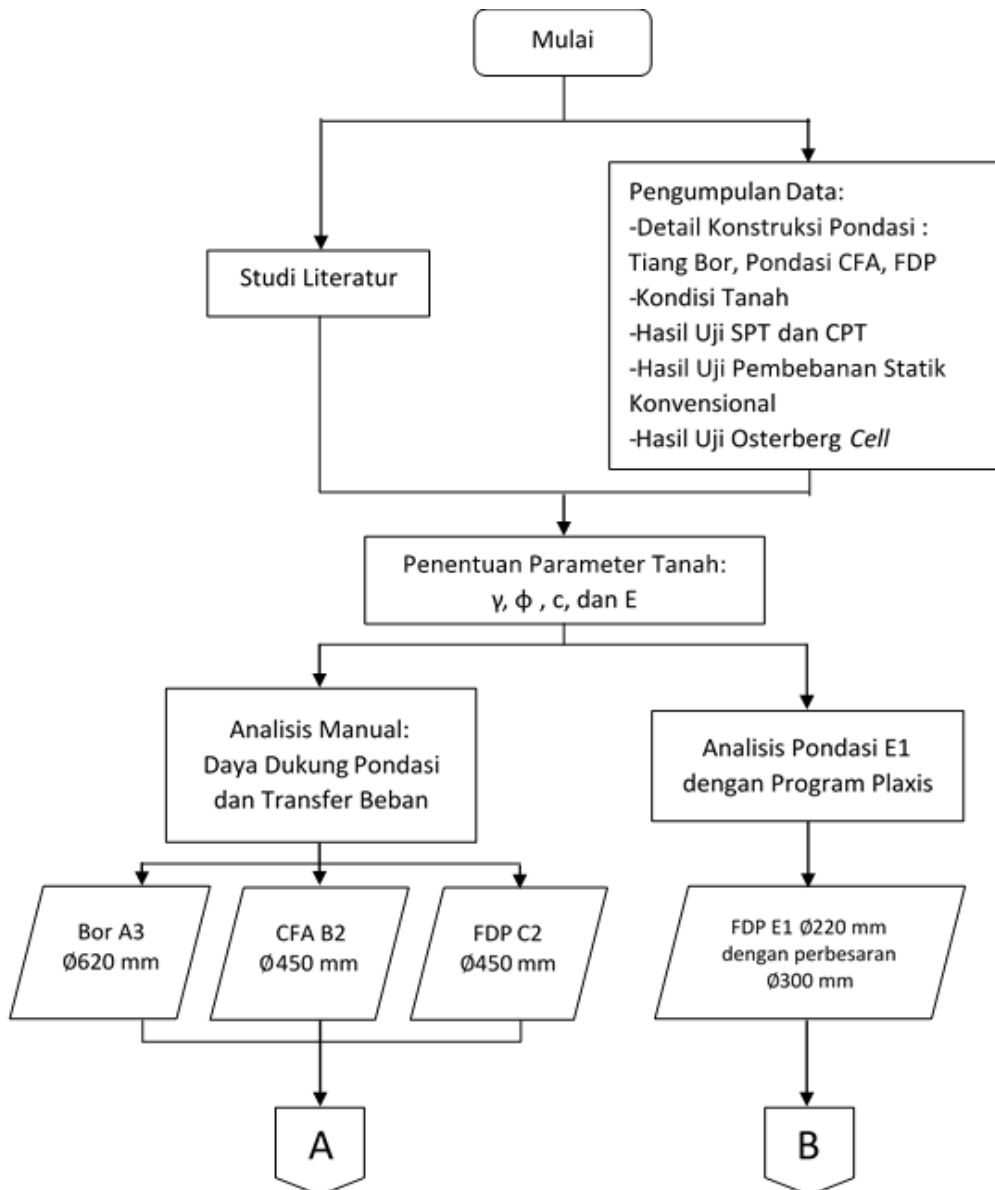 Mulai
Studi Literatur
Pengumpulan Data:
-Detail Konstruksi Pondasi :
Tiang Bor, Pondasi CFA, FDP
-Kondisi Tanah
-Hasil Uji SPT dan CPT
-Hasil Uji Pembebanan Statik
Konvensional
-Hasil Uji Osterberg Cell
Penentuan Parameter Tanah:
γ, ϕ , c, dan E
Analisis Manual:
Daya Dukung Pondasi
dan Transfer Beban
Analisis Pondasi E1
dengan Program Plaxis
Bor A3
Ø620 mm
CFA B2
Ø450 mm
FDP C2
Ø450 mm
FDP E1 Ø220 mm
dengan perbesaran
Ø300 mm
A
B